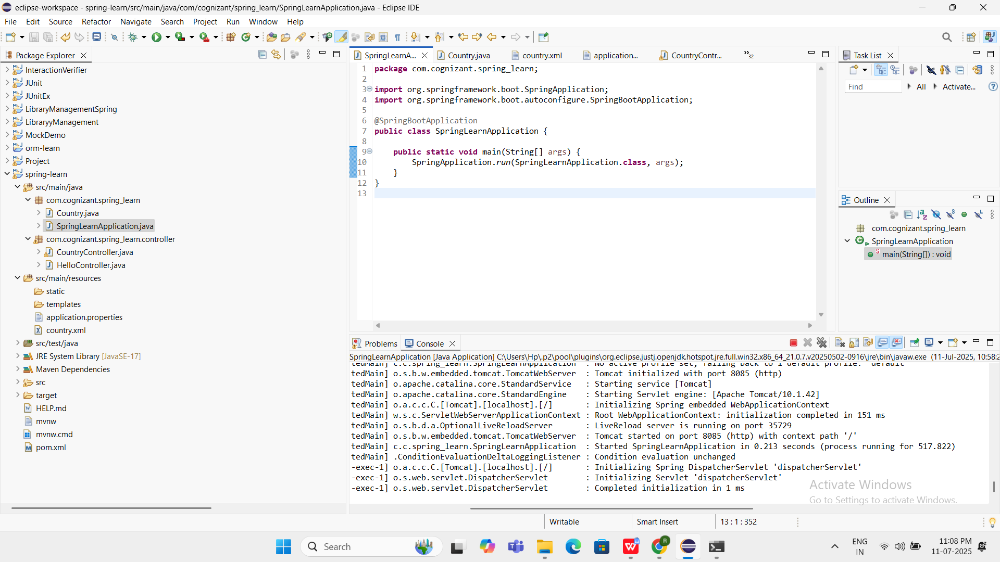 eclipse-workspace - spring-learn/src/main/java/com/cognizant/spring_learn/SpringLearnApplication.java - Eclipse IDE
File Edit Source Refactor Navigate Search Project Run Window Help
Package Explorer
InteractionVerifier
JUnit
JUnitEx
LibraryManagementSpring
LibraryyManagement
MockDemo
orm-learn
Project
spring-learn
src/main/java
com.cognizant.spring_learn
Country.java
SpringLearnApplication.java
com.cognizant.spring_learn.controller
CountryController.java
HelloController.java
src/main/resources
static
templates
application.properties
country.xml
src/test/java
JRE System Library [JavaSE-17]
Maven Dependencies
src
target
HELP.md
mvnw
mvnw.cmd
pom.xml
SpringLearnA... Country.java country.xml application... CountryContr... »32
1 package com.cognizant.spring_learn;
2
3 import org.springframework.boot.SpringApplication;
4 import org.springframework.boot.autoconfigure.SpringBootApplication;
5
6 @SpringBootApplication
7 public class SpringLearnApplication {
8
9 public static void main(String[] args) {
10 SpringApplication.run(SpringLearnApplication.class, args);
11 }
12 }
13
Task List
Find All Activate...
Outline
com.cognizant.spring_learn
SpringLearnApplication
main(String[]) : void
Problems Console
SpringLearnApplication [Java Application] C:\Users\Hp\.p2\pool\plugins\org.eclipse.justj.openjdk.hotspot.jre.full.win32.x86_64_21.0.7.v20250502-0916\jre\bin\javaw.exe (11-Jul-2025, 10:58:2
tedMain] c.c.spring_learn.SpringLearnApplication : No active profile set, falling back to 1 default profile: "default"
tedMain] o.s.b.w.embedded.tomcat.TomcatWebServer : Tomcat initialized with port 8085 (http)
tedMain] o.apache.catalina.core.StandardService : Starting service [Tomcat]
tedMain] o.apache.catalina.core.StandardEngine : Starting Servlet engine: [Apache Tomcat/10.1.42]
tedMain] o.a.c.c.C.[Tomcat].[localhost].[/] : Initializing Spring embedded WebApplicationContext
tedMain] w.s.c.ServletWebServerApplicationContext : Root WebApplicationContext: initialization completed in 151 ms
tedMain] o.s.b.d.a.OptionalLiveReloadServer : LiveReload server is running on port 35729
tedMain] o.s.b.w.embedded.tomcat.TomcatWebServer : Tomcat started on port 8085 (http) with context path '/'
tedMain] c.c.spring_learn.SpringLearnApplication : Started SpringLearnApplication in 0.213 seconds (process running for 517.822)
tedMain] .ConditionEvaluationDeltaLoggingListener : Condition evaluation unchanged
-exec-1] o.a.c.c.C.[Tomcat].[localhost].[/] : Initializing Spring DispatcherServlet 'dispatcherServlet'
-exec-1] o.s.web.servlet.DispatcherServlet : Initializing Servlet 'dispatcherServlet'
-exec-1] o.s.web.servlet.DispatcherServlet : Completed initialization in 1 ms
Activate Windows
Go to Settings to activate Windows.
Writable Smart Insert 13 : 1 : 352
Search
ENG
IN
11:08 PM
11-07-2025